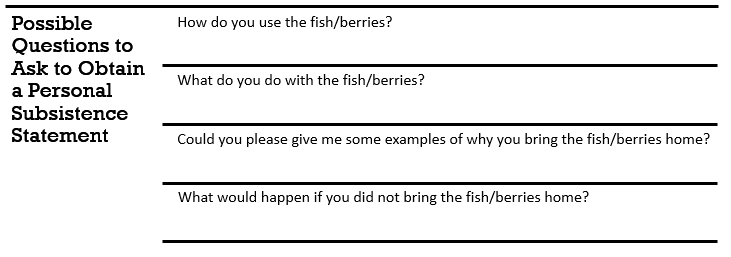 Possible
Questions to
Ask to Obtain
a Personal
Subsistence
Statement
How do you use the fish/berries?
What do you do with the fish/berries?
Could you please give me some examples of why you bring the fish/berries home?
What would happen if you did not bring the fish/berries home?